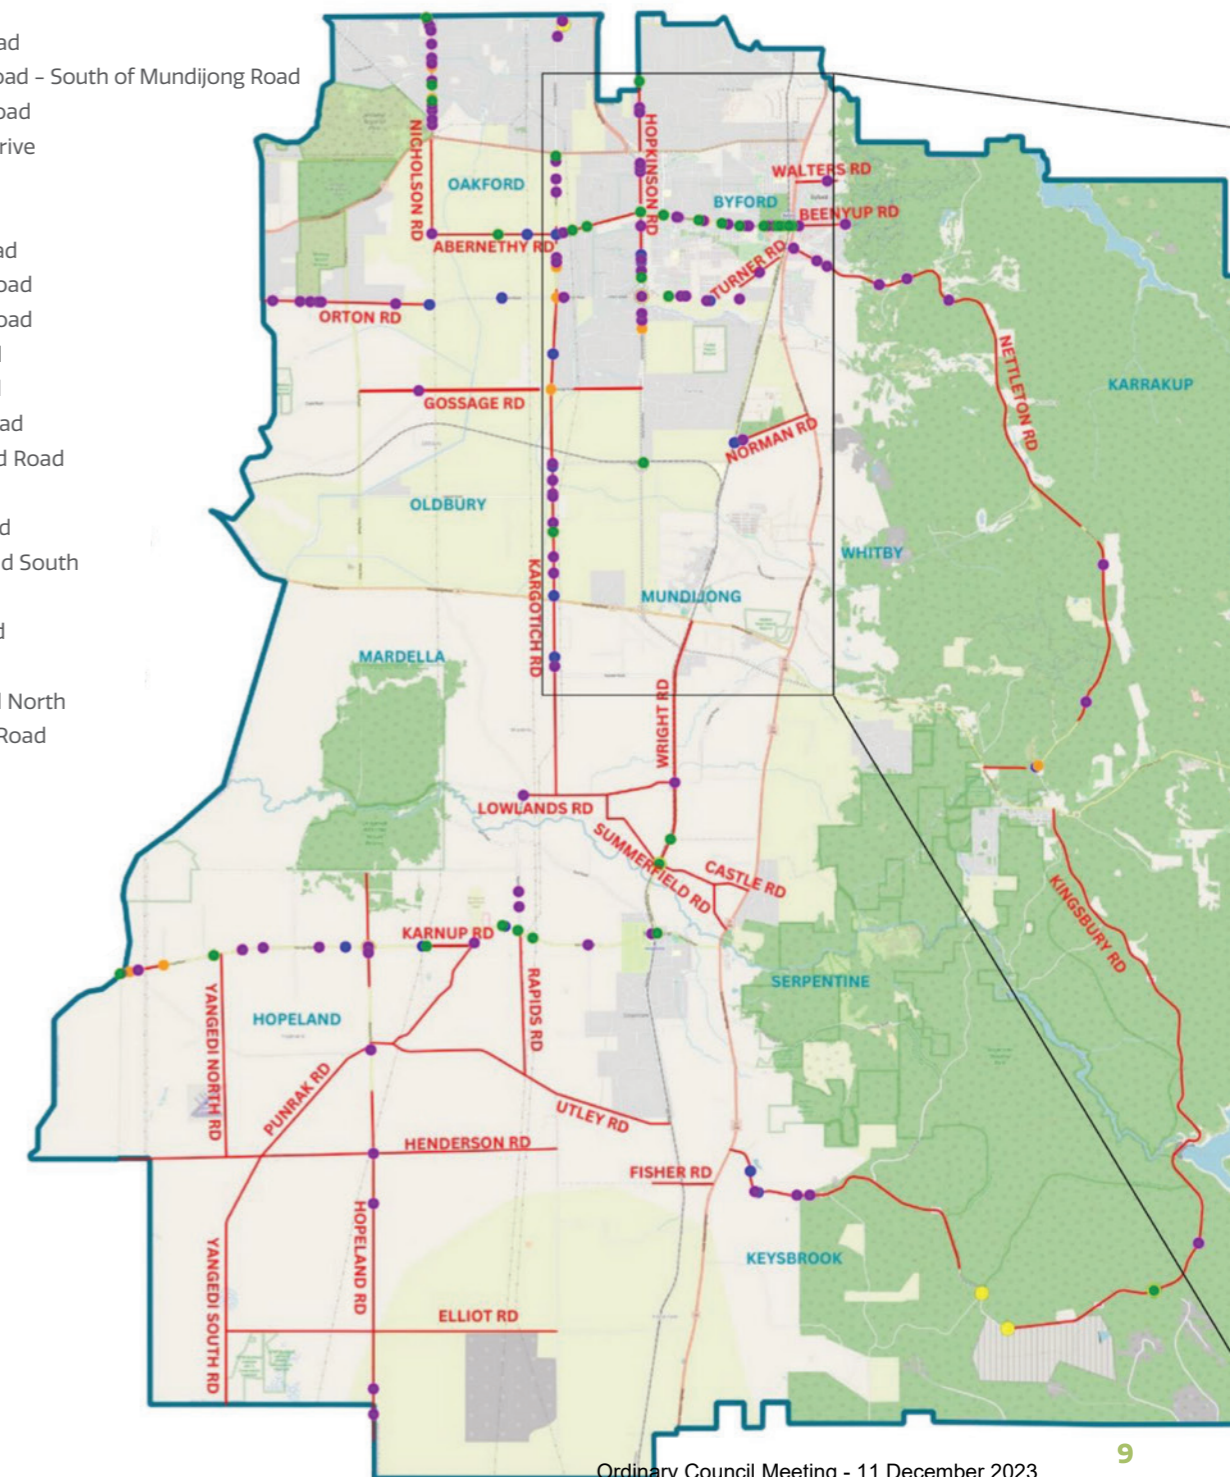 ad
oad – South of Mundijong Road
oad
rive
ad
oad
oad
d
ad
d Road
d
d South
d
l North
Road
NICHOLSON RD
HOPKINSON RD
OAKFORD
WALTERS RD
BYFORD
BEENYUP RD
ABERNETHY RD
TURNER RD
ORTON RD
NETTLETON RD
KARRAKUP
GOSSAGE RD
NORMAN RD
OLDBURY
WHITBY
KARGOTICH RD
MUNDIJONG
MARDELLA
WRIGHT RD
LOWLANDS RD
SUMMERFIELD RD
CASTLE RD
KINGSBURY RD
KARNUP RD
RAPIDS RD
SERPENTINE
YANGEDI NORTH RD
HOPELAND
PUNRAK RD
UTLEY RD
HENDERSON RD
FISHER RD
HOPELAND RD
KEYSBROOK
YANGEDI SOUTH RD
ELLIOT RD
9
Ordinary Council Meeting - 11 December 2023